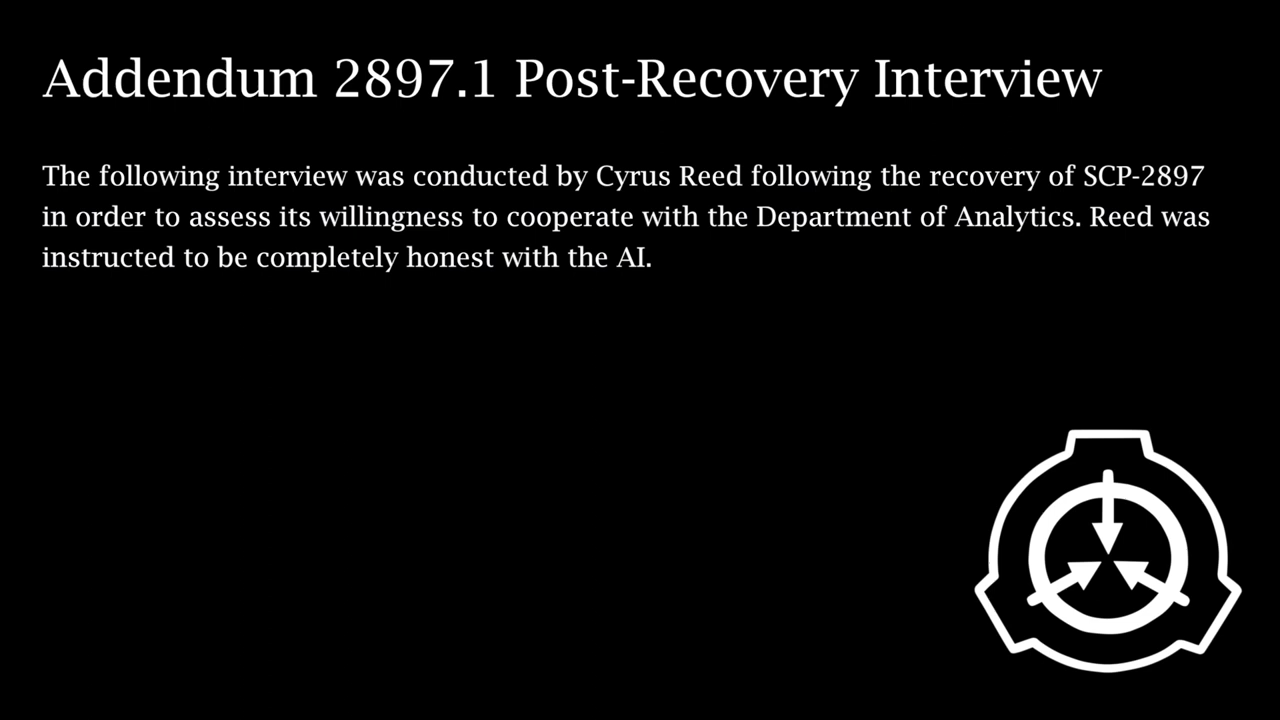 Addendum 2897.1 Post-Recovery Interview
The following interview was conducted by Cyrus Reed following the recovery of SCP-2897
in order to assess its willingness to cooperate with the Department of Analytics. Reed was
instructed to be completely honest with the AI.